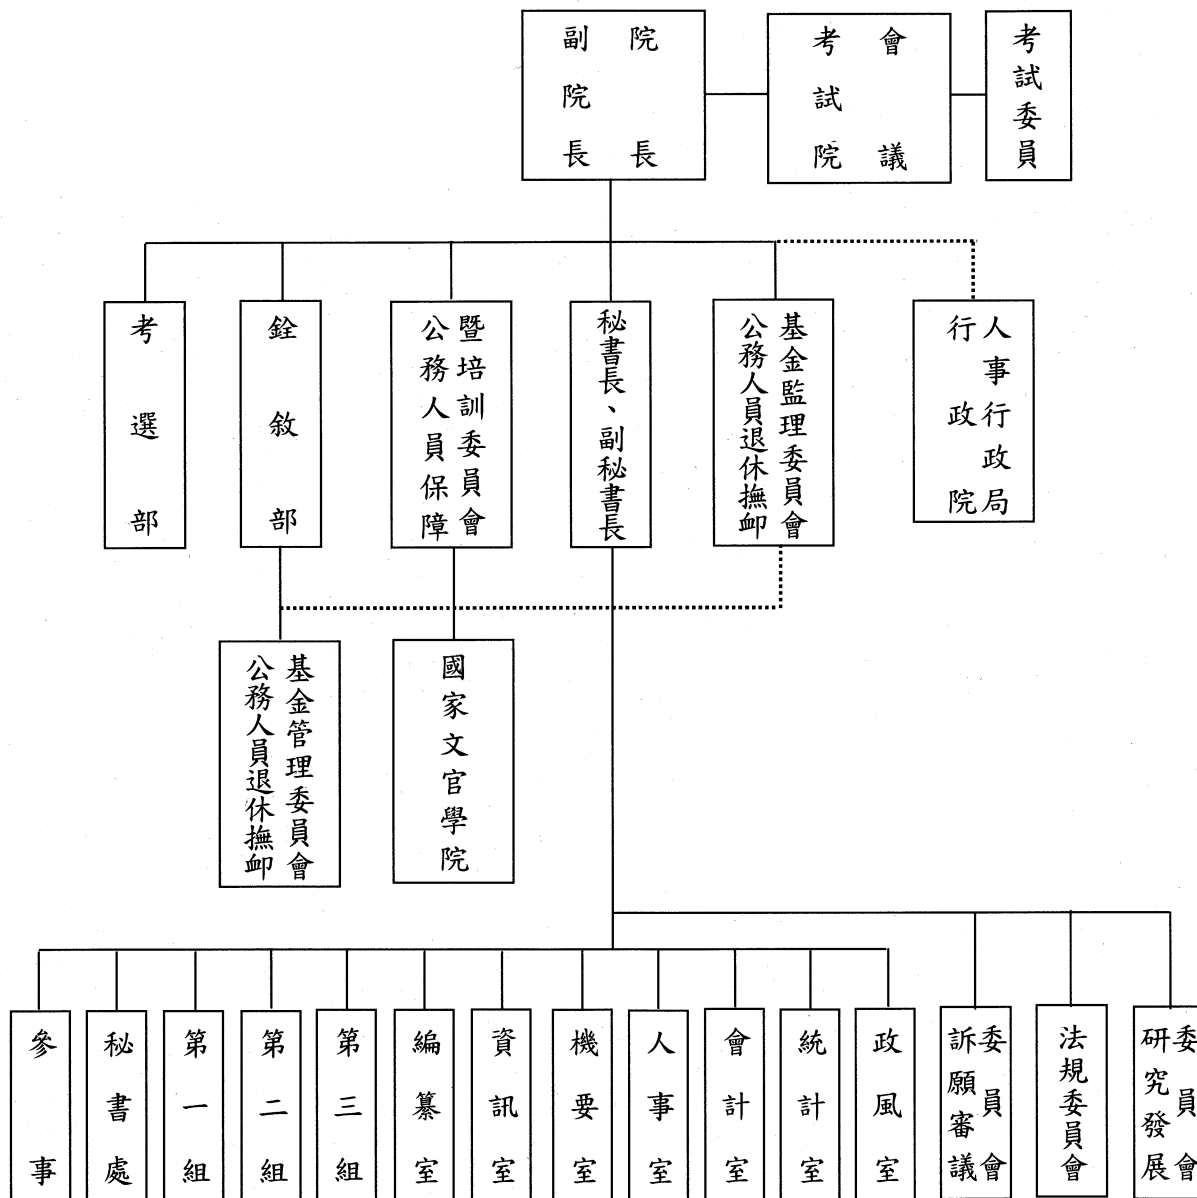 院長
副院長
考試院
會議
考試委員
考選部
銓敘部
公務人員保障
暨培訓委員會
秘書長、副秘書長
公務人員退休撫卹
基金監理委員會
行政院
人事行政局
公務人員退休撫卹
基金管理委員會
國家文官學院
參事
秘書處
第一組
第二組
第三組
編纂室
資訊室
機要室
人事室
會計室
統計室
政風室
訴願審議
委員會
法規委員會
研究發展
委員會